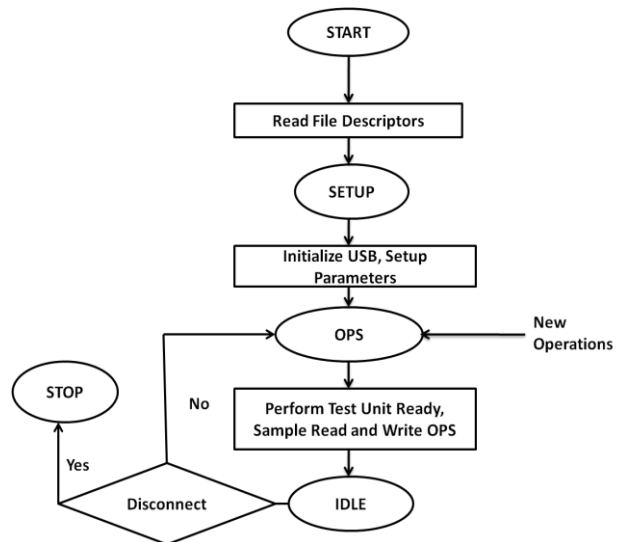 START
Read File Descriptors
SETUP
Initialize USB, Setup
Parameters
OPS
New
Operations
STOP
No
Perform Test Unit Ready,
Sample Read and Write OPS
Yes
Disconnect
IDLE